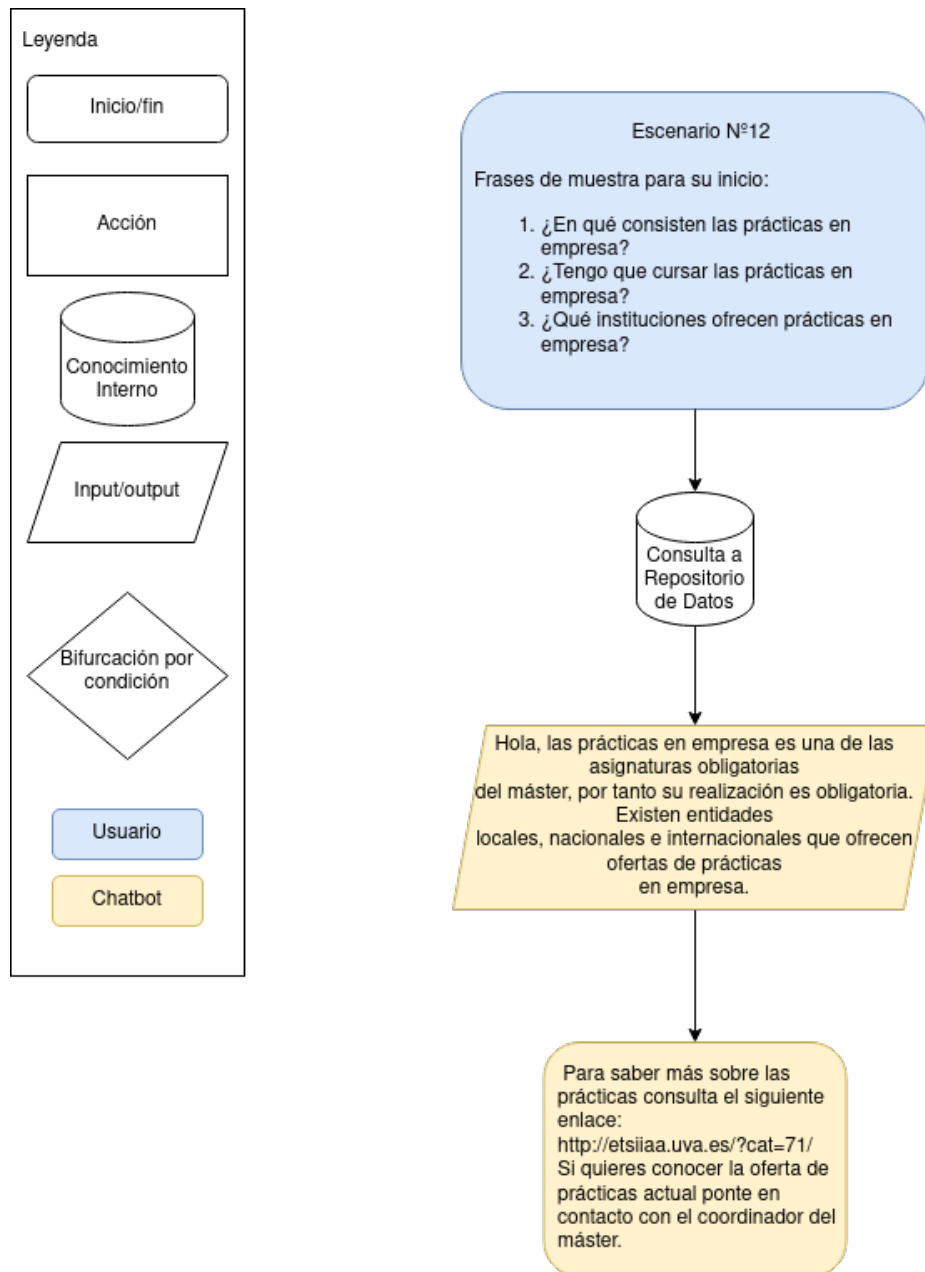 Leyenda
Inicio/fin
Acción
Conocimiento
Interno
Input/output
Bifurcación por
condición
Usuario
Chatbot
Escenario Nº12
Frases de muestra para su inicio:
1. ¿En qué consisten las prácticas en
empresa?
2. ¿Tengo que cursar las prácticas en
empresa?
3. ¿Qué instituciones ofrecen prácticas en
empresa?
Consulta a
Repositorio
de Datos
Hola, las prácticas en empresa es una de las
asignaturas obligatorias
del máster, por tanto su realización es obligatoria.
Existen entidades
locales, nacionales e internacionales que ofrecen
ofertas de prácticas
en empresa.
Para saber más sobre las
prácticas consulta el siguiente
enlace:
http://etsiiaa.uva.es/?cat=71/
Si quieres conocer la oferta de
prácticas actual ponte en
contacto con el coordinador del
máster.